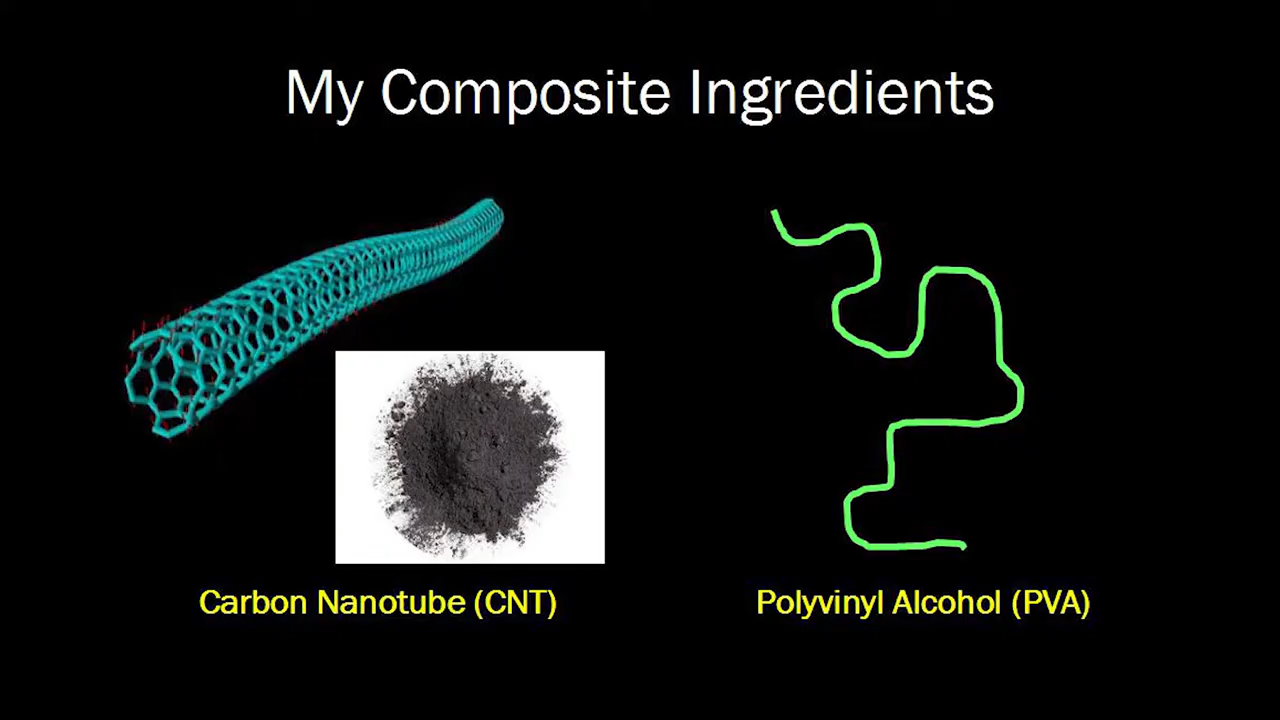 My Composite Ingredients
Carbon Nanotube (CNT)
Polyvinyl Alcohol (PVA)